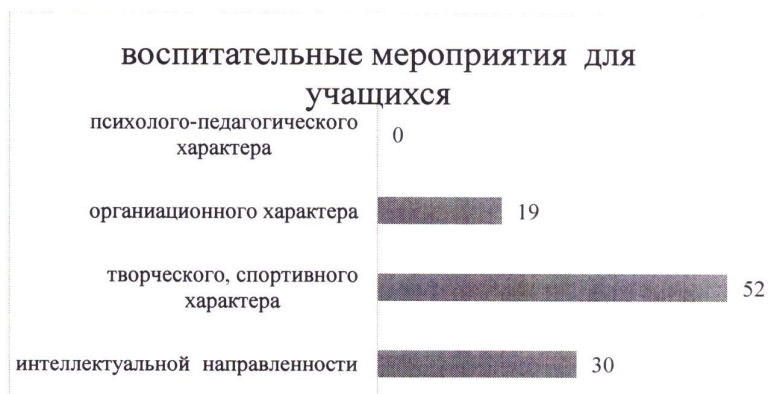 воспитательные мероприятия для
учащихся
психолого-педагогического
характера
0
органиационного характера
19
творческого, спортивного
характера
52
интеллектуальной направленности
30